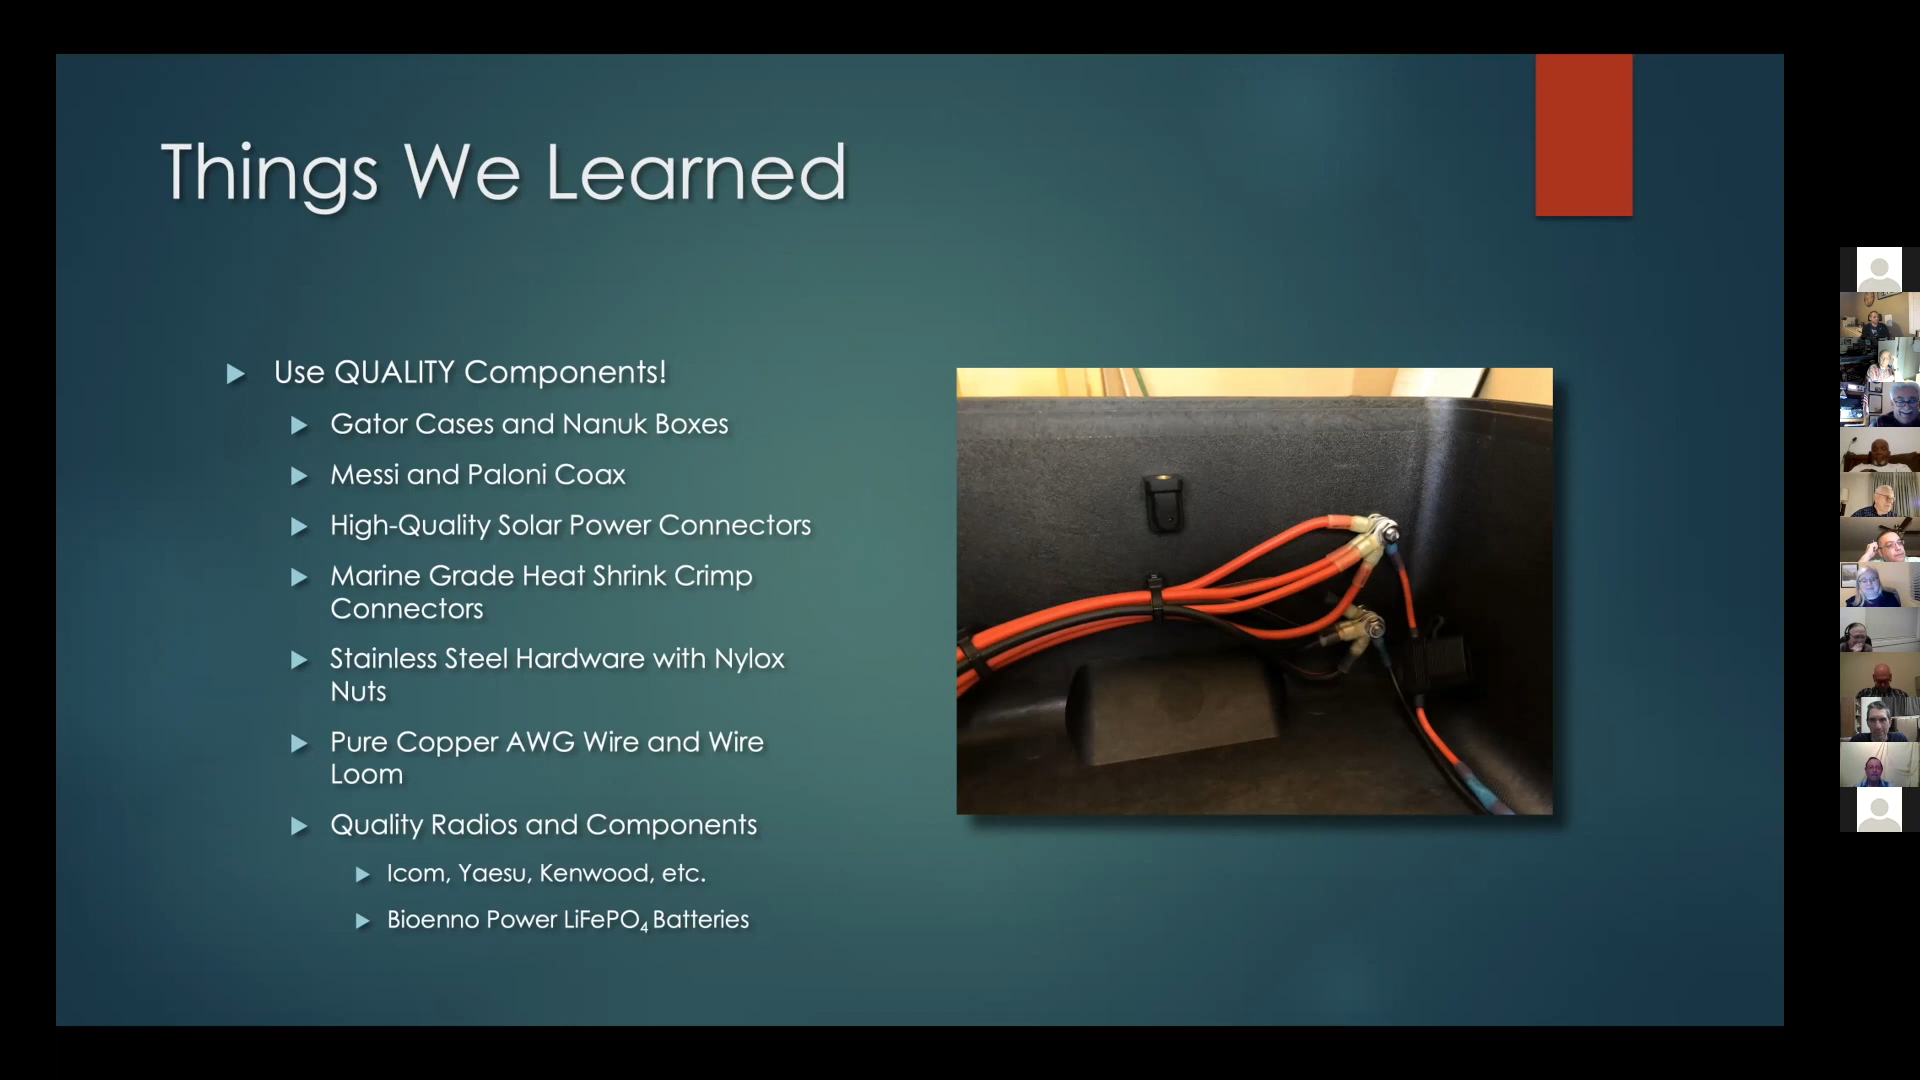 Things We Learned
Use QUALITY Components!
Gator Cases and Nanuk Boxes
Messi and Paloni Coax
High-Quality Solar Power Connectors
Marine Grade Heat Shrink Crimp
Connectors
Stainless Steel Hardware with Nylox
Nuts
Pure Copper AWG Wire and Wire
Loom
Quality Radios and Components
Icom, Yaesu, Kenwood, etc.
Bioenno Power LiFePO₄ Batteries